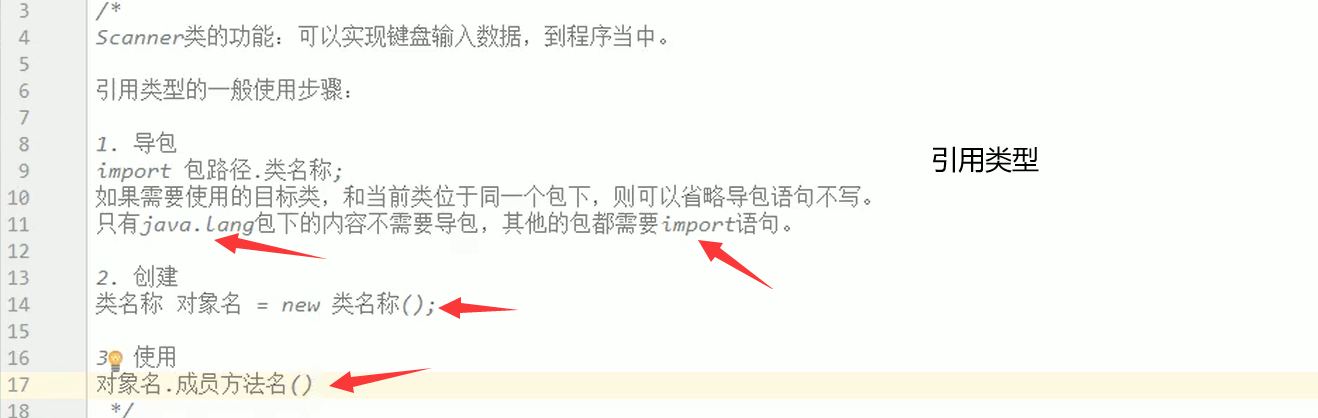 3 /*
4 Scanner类的功能：可以实现键盘输入数据，到程序当中。
5
6 引用类型的一般使用步骤：
7
8 1. 导包
9 import 包路径.类名称;
10 如果需要使用的目标类，和当前类位于同一个包下，则可以省略导包语句不写。
11 只有java.lang包下的内容不需要导包，其他的包都需要import语句。
12
13 2. 创建
14 类名称 对象名 = new 类名称();
15
16 3 使用
17 对象名.成员方法名()
18 */
引用类型